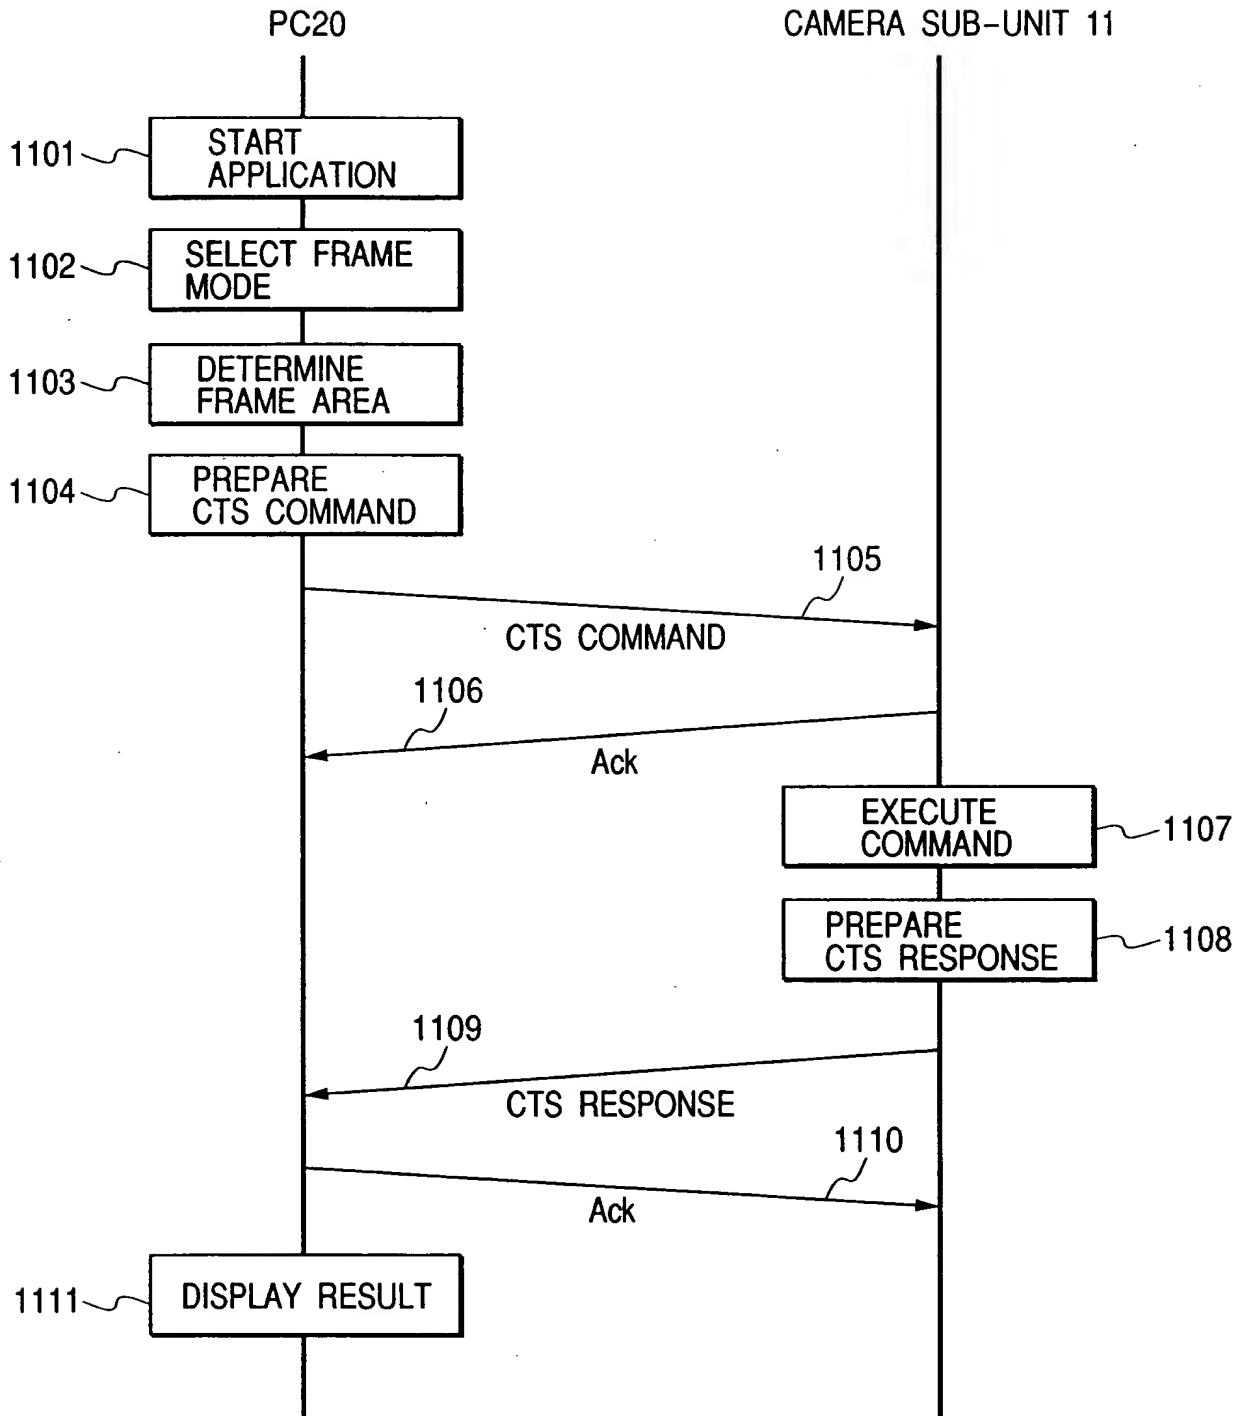 PC20
CAMERA SUB-UNIT 11
1101
START
APPLICATION
1102
SELECT FRAME
MODE
1103
DETERMINE
FRAME AREA
1104
PREPARE
CTS COMMAND
1105
CTS COMMAND
1106
Ack
EXECUTE
COMMAND
1107
PREPARE
CTS RESPONSE
1108
1109
CTS RESPONSE
1110
Ack
1111
DISPLAY RESULT